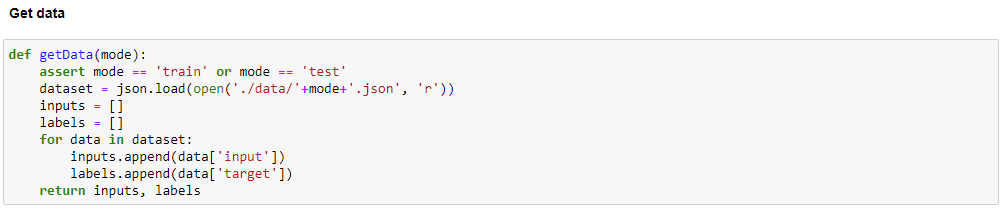 Get data
def getData(mode):
    assert mode == 'train' or mode == 'test'
    dataset = json.load(open('./data/'+mode+'.json', 'r'))
    inputs = []
    labels = []
    for data in dataset:
        inputs.append(data['input'])
        labels.append(data['target'])
    return inputs, labels